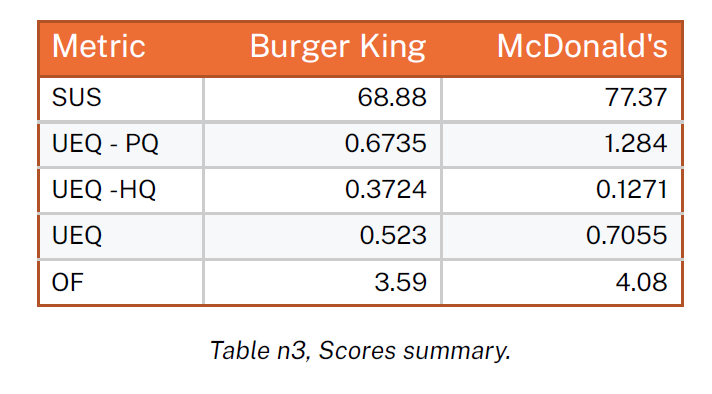 Metric Burger King McDonald's
SUS 68.88 77.37
UEQ - PQ 0.6735 1.284
UEQ -HQ 0.3724 0.1271
UEQ 0.523 0.7055
OF 3.59 4.08
Table n3, Scores summary.